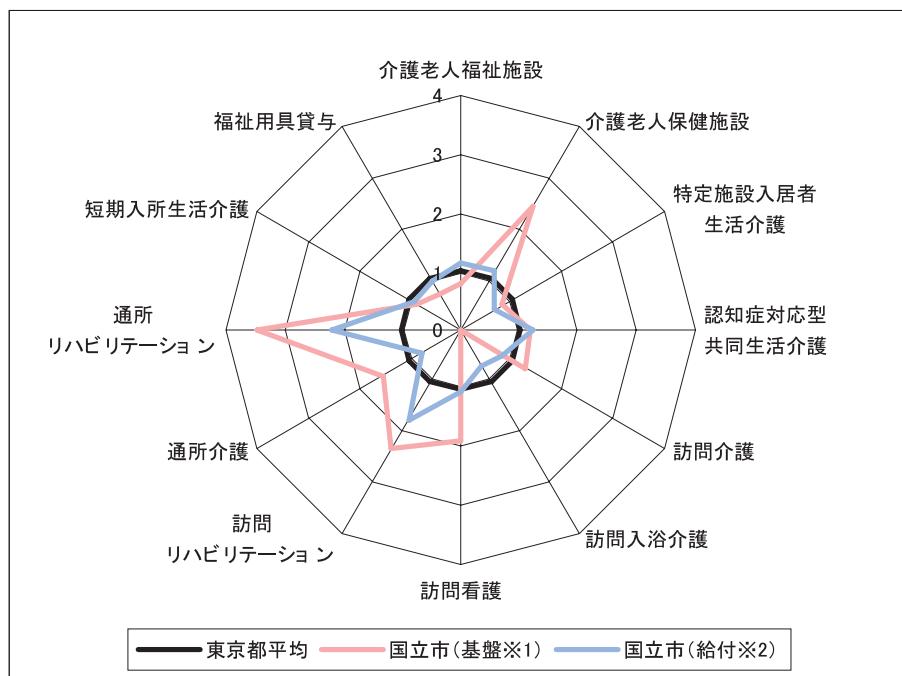 介護老人福祉施設
介護老人保健施設
特定施設入居者
生活介護
認知症対応型
共同生活介護
訪問介護
訪問入浴介護
訪問看護
訪問
リハビリテーション
通所介護
通所
リハビリテーション
短期入所生活介護
福祉用具貸与
4
3
2
1
0
東京都平均 国立市(基盤※1) 国立市(給付※2)